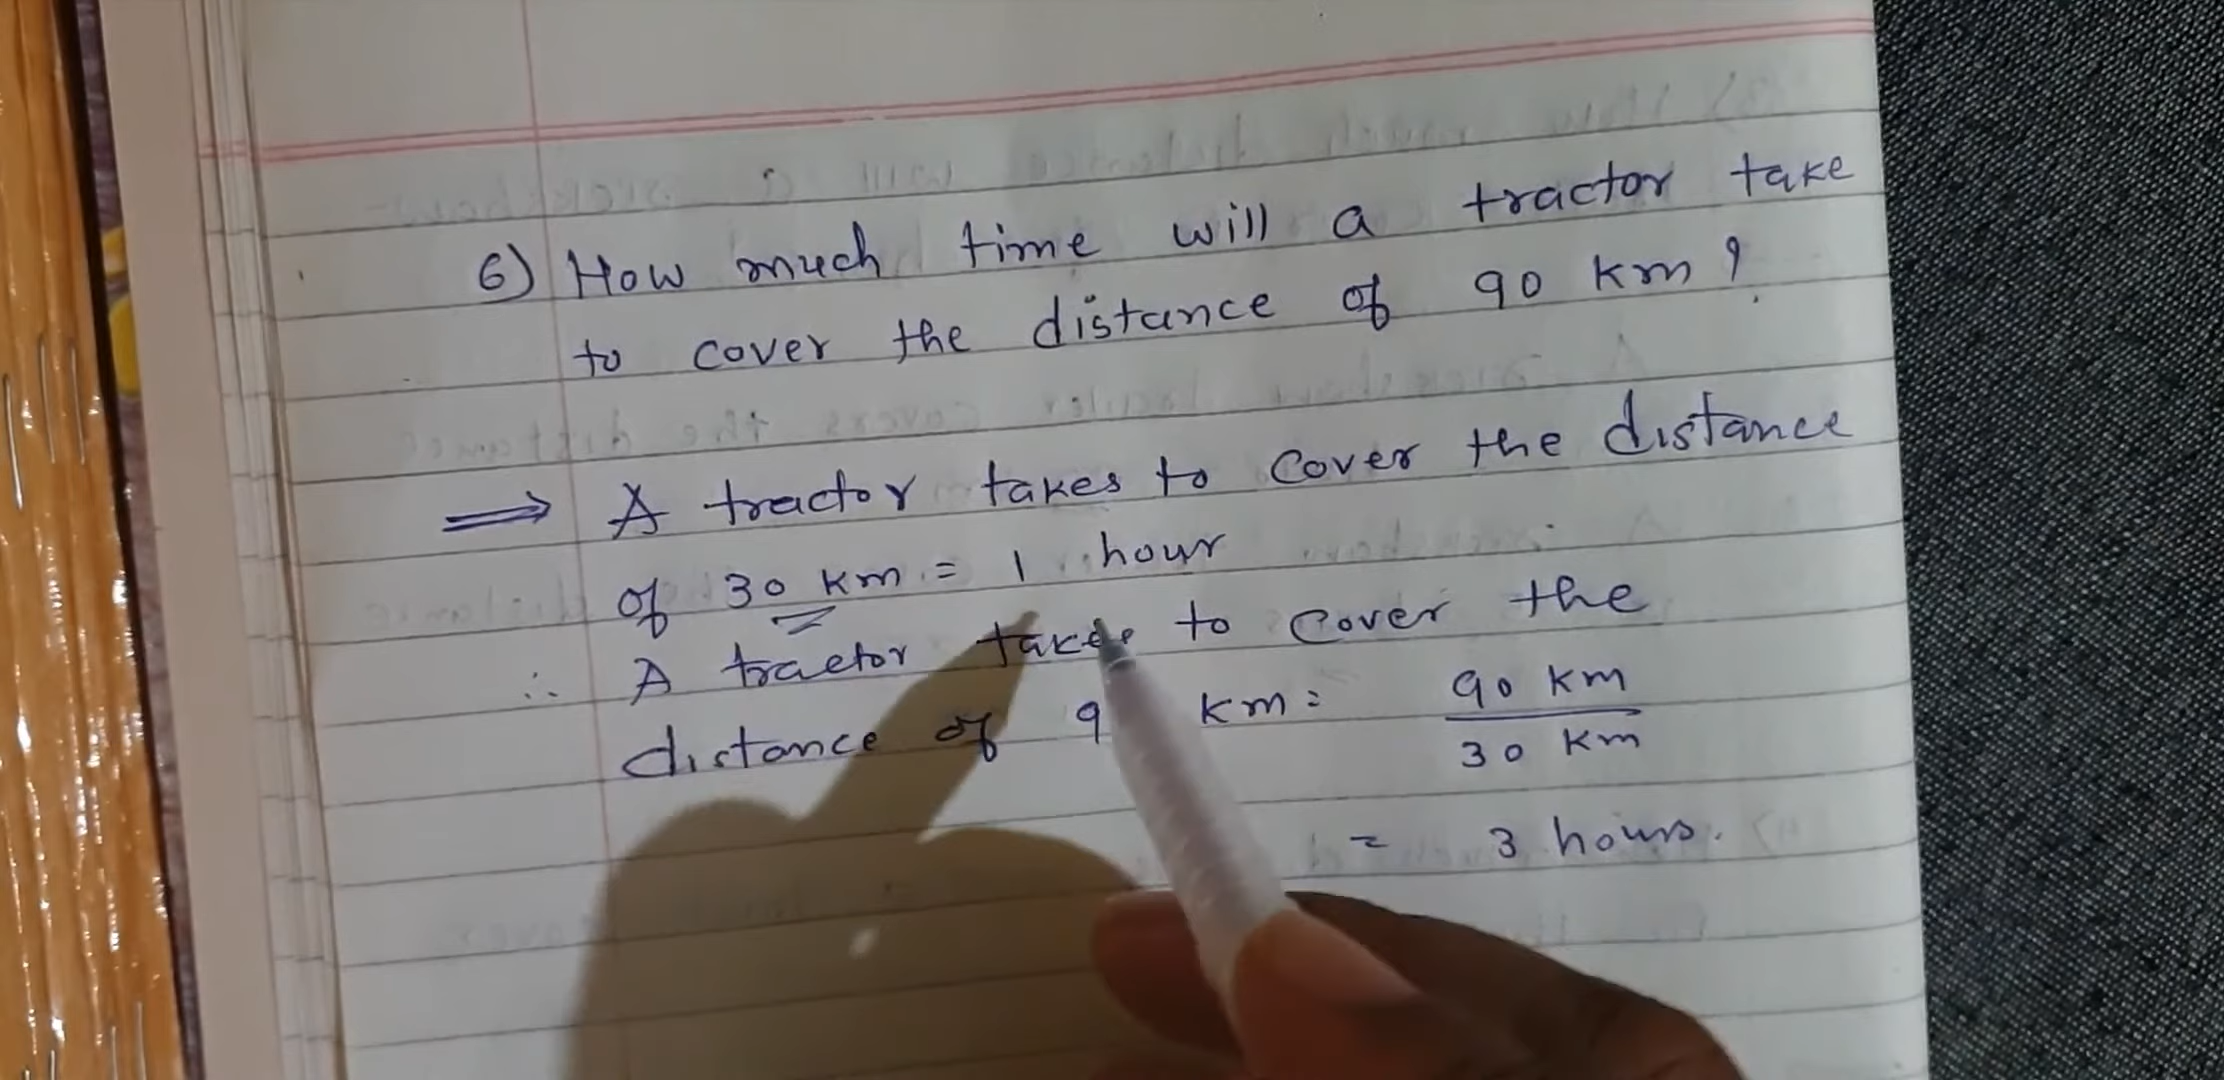 6) How much time will a tractor take
to cover the distance of 90 km?
⇒ A tractor takes to cover the distance
of 30 km = 1 hour
∴ A tractor takes to cover the
distance of 9 km = 90 km
30 km
= 3 hours.